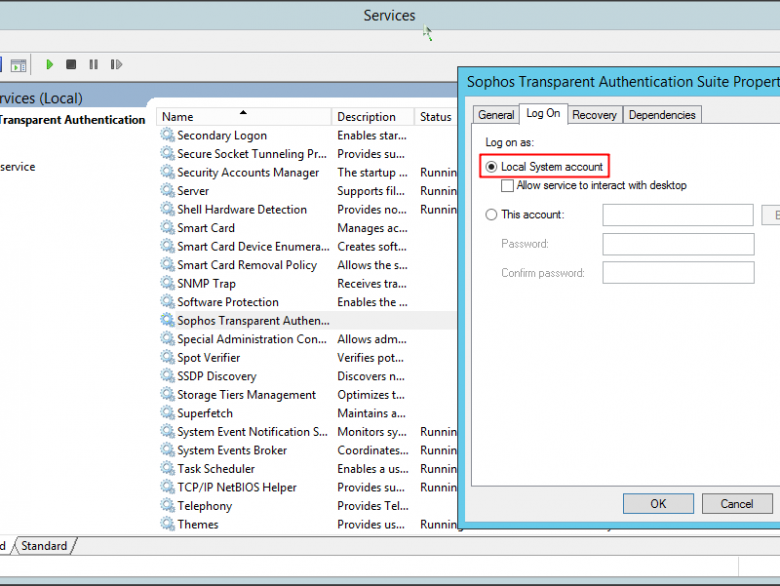 Services
rvices (Local)
Transparent Authentication
service
Name Description Status
Secondary Logon Enables star...
Secure Socket Tunneling Pr... Provides su...
Security Accounts Manager The startup ... Runnin
Server Supports fil... Runnin
Shell Hardware Detection Provides no... Runnin
Smart Card Manages ac...
Smart Card Device Enumera... Creates soft...
Smart Card Removal Policy Allows the s...
SNMP Trap Receives tra...
Software Protection Enables the ...
Sophos Transparent Authen...
Special Administration Con... Allows adm...
Spot Verifier Verifies pot...
SSDP Discovery Discovers n...
Storage Tiers Management Optimizes t...
Superfetch Maintains a...
System Event Notification S... Monitors sy... Runnin
System Events Broker Coordinates... Runnin
Task Scheduler Enables a us... Runnin
TCP/IP NetBIOS Helper Provides su... Runnin
Telephony Provides Tel...
Themes Provides us... Running
d Standard
Sophos Transparent Authentication Suite Propert
General Log On Recovery Dependencies
Log on as:
Local System account
Allow service to interact with desktop
This account:
Password:
Confirm password:
OK Cancel